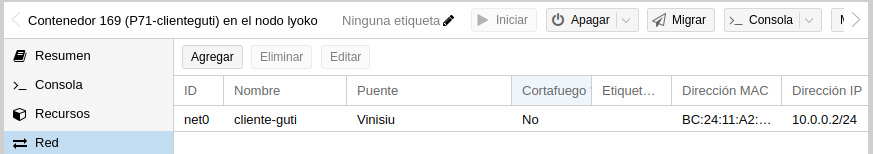 Contenedor 169 (P71-clienteguti) en el nodo lyoko Ninguna etiqueta Iniciar Apagar Migrar Consola
Resumen Agregar Eliminar Editar
Consola ID Nombre Puente Cortafuego Etiquet… Dirección MAC Dirección IP
Recursos net0 cliente-guti Vinisiu No BC:24:11:A2:… 10.0.0.2/24
Red